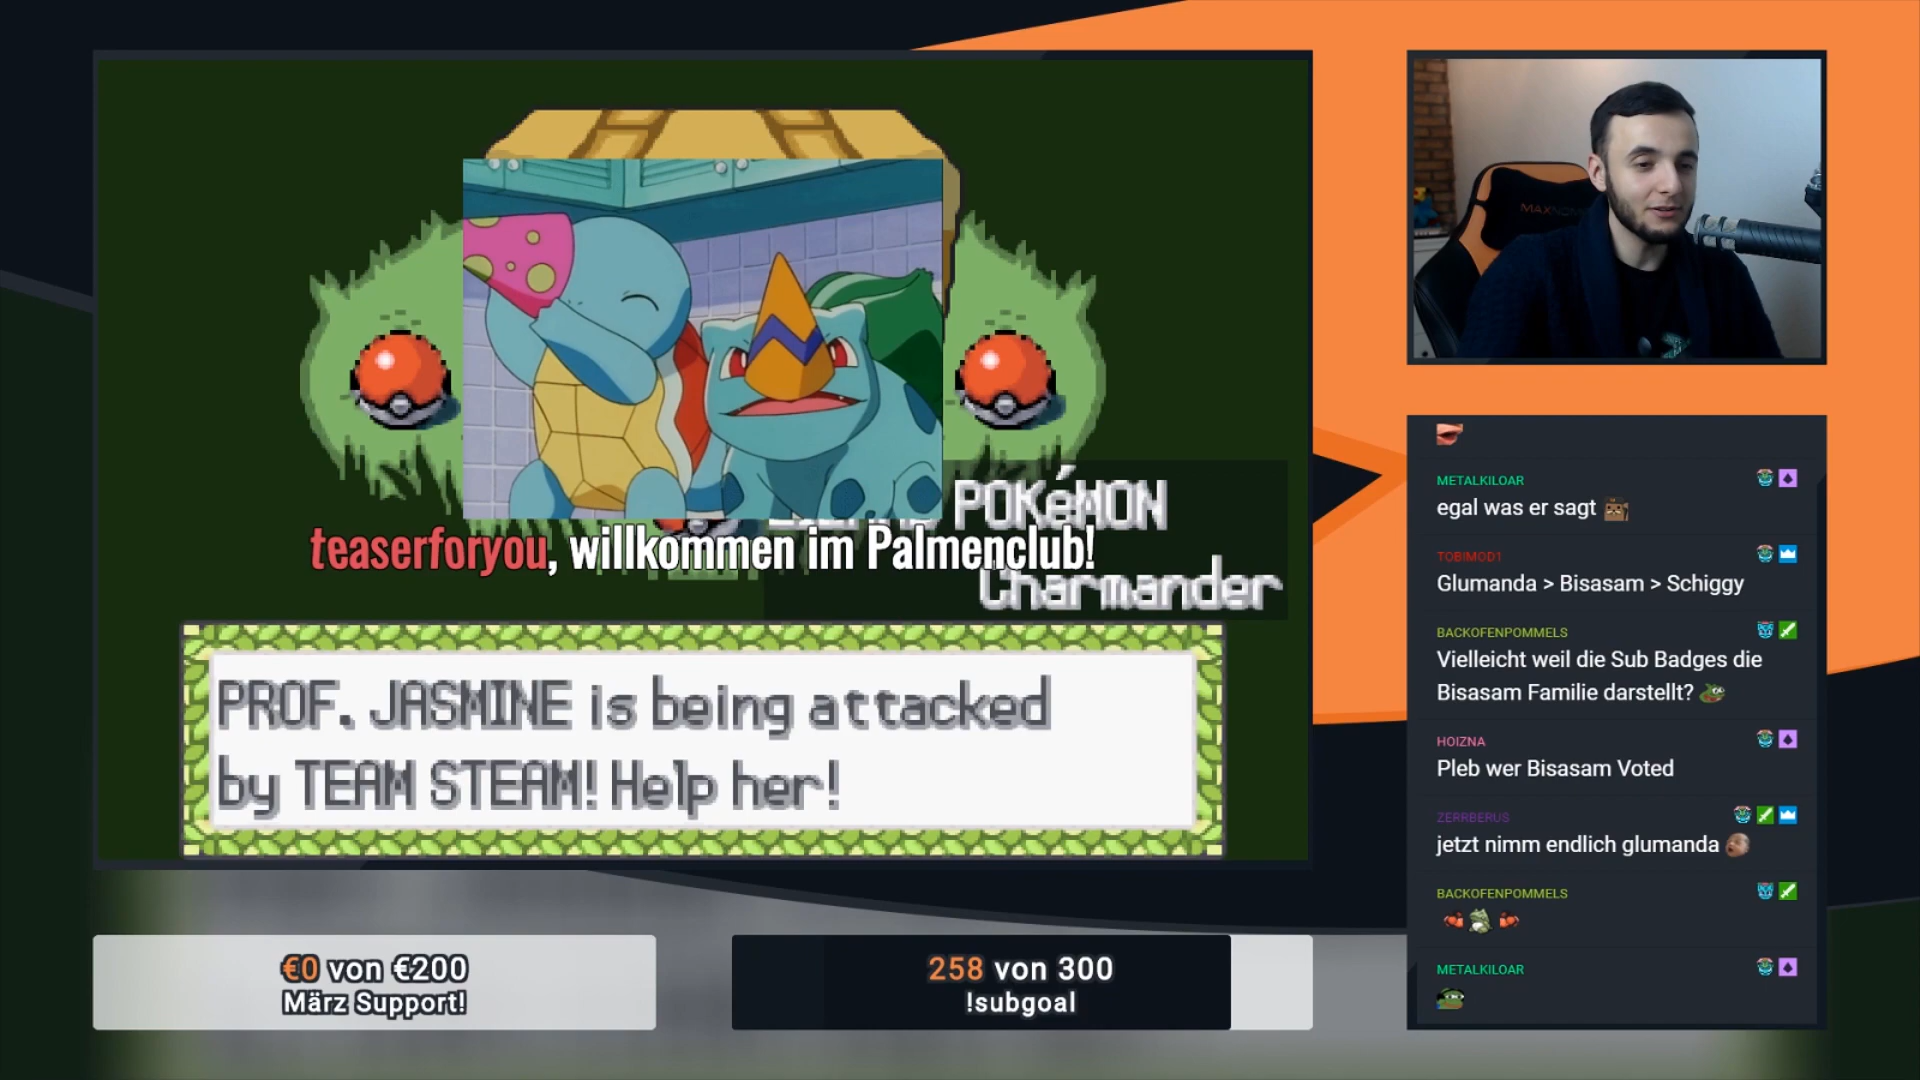 POKéMON
teaserforyou, willkommen im Palmenclub!
Charmander
PROF. JASMINE is being attacked
by TEAM STEAM! Help her!
€0 von €200
März Support!
258 von 300
!subgoal
METALKILOAR
egal was er sagt
TOBIMOD1
Glumanda > Bisasam > Schiggy
BACKOFENPOMMELS
Vielleicht weil die Sub Badges die
Bisasam Familie darstellt?
HOIZNA
Pleb wer Bisasam Voted
ZERRBERUS
jetzt nimm endlich glumanda
BACKOFENPOMMELS
METALKILOAR